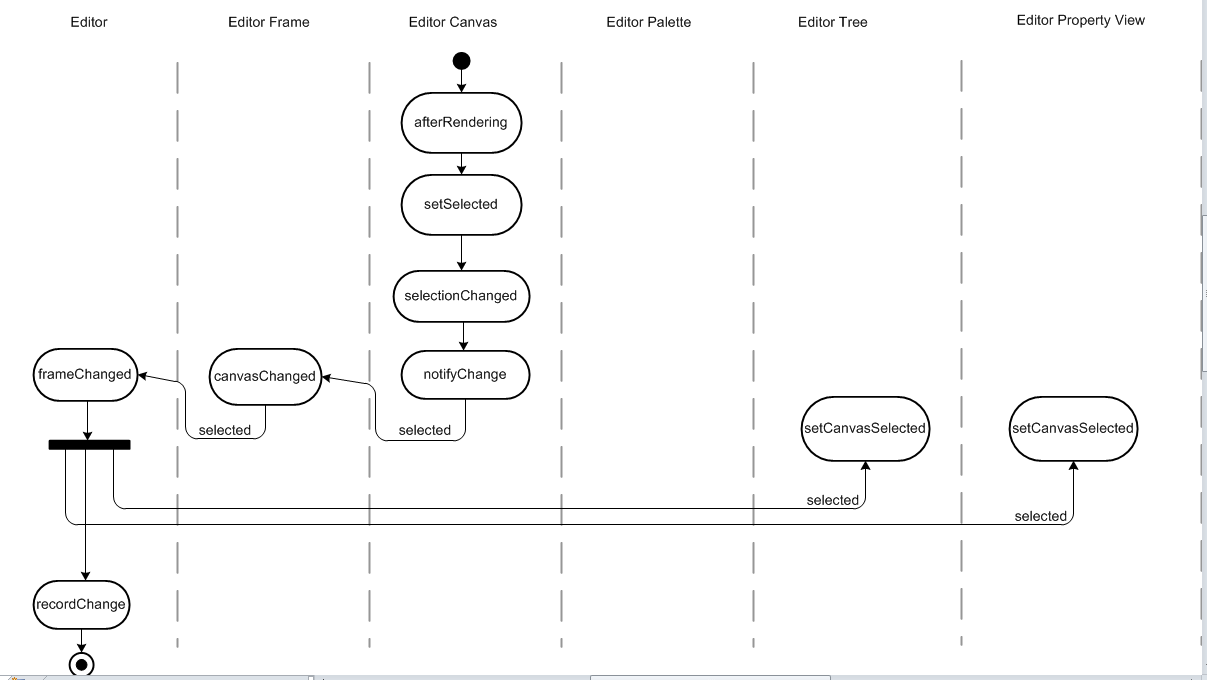 Editor
Editor Frame
Editor Canvas
Editor Palette
Editor Tree
Editor Property View
afterRendering
setSelected
selectionChanged
frameChanged
canvasChanged
notifyChange
selected
selected
setCanvasSelected
setCanvasSelected
selected
selected
recordChange